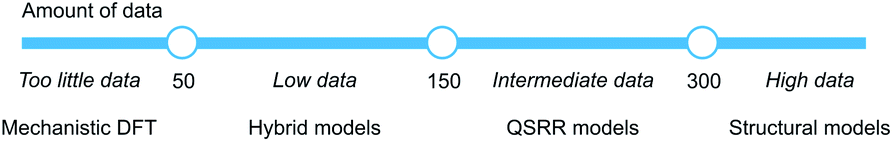 Amount of data
Too little data 50 Low data 150 Intermediate data 300 High data
Mechanistic DFT Hybrid models QSRR models Structural models